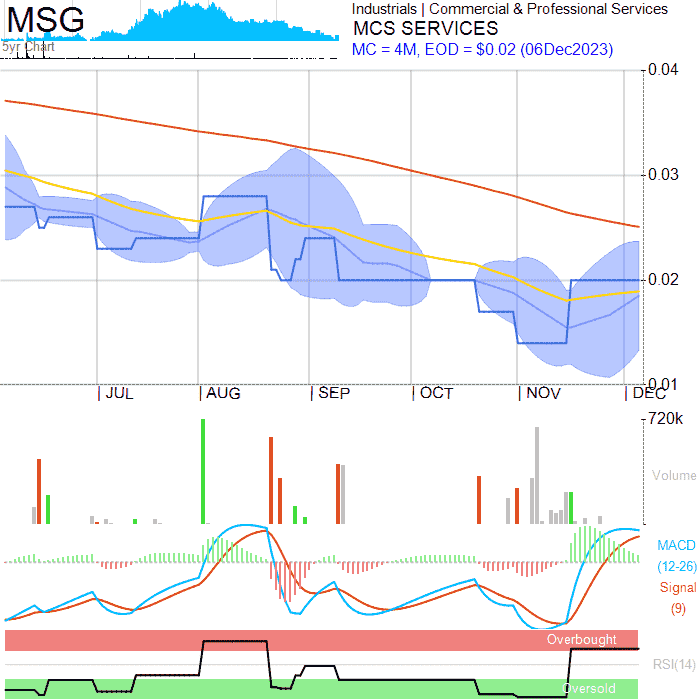 MSG
5yr Chart
Industrials | Commercial & Professional Services
MCS SERVICES
MC = 4M, EOD = $0.02 (06Dec2023)
0.04
0.03
0.02
0.01
JUL AUG SEP OCT NOV DEC
720k
Volume
MACD
(12-26)
Signal
(9)
Overbought
RSI(14)
Oversold